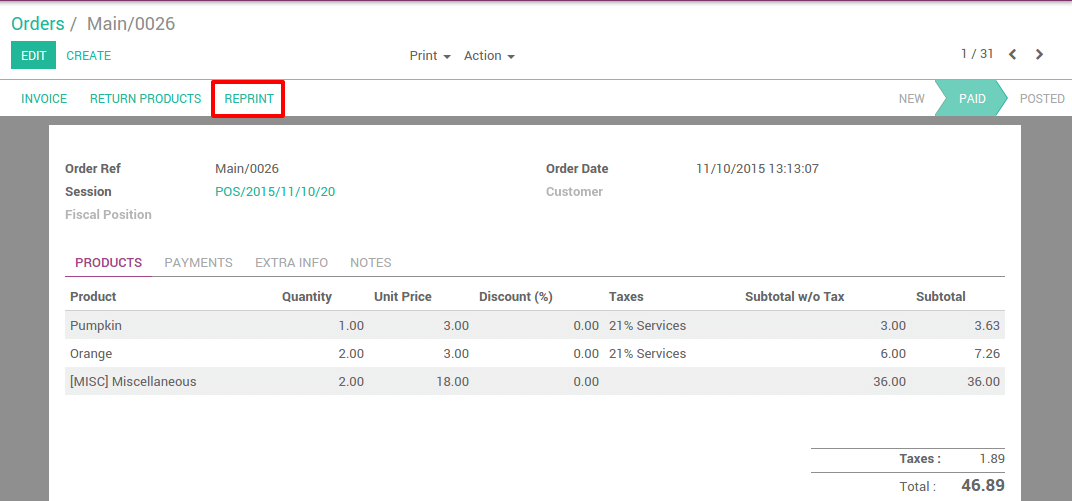 Orders / Main/0026
EDIT CREATE Print Action 1 / 31
INVOICE RETURN PRODUCTS REPRINT NEW PAID POSTED
Order Ref Main/0026 Order Date 11/10/2015 13:13:07
Session POS/2015/11/10/20 Customer
Fiscal Position
PRODUCTS PAYMENTS EXTRA INFO NOTES
Product Quantity Unit Price Discount (%) Taxes Subtotal w/o Tax Subtotal
Pumpkin 1.00 3.00 0.00 21% Services 3.00 3.63
Orange 2.00 3.00 0.00 21% Services 6.00 7.26
[MISC] Miscellaneous 2.00 18.00 0.00 36.00 36.00
Taxes : 1.89
Total : 46.89